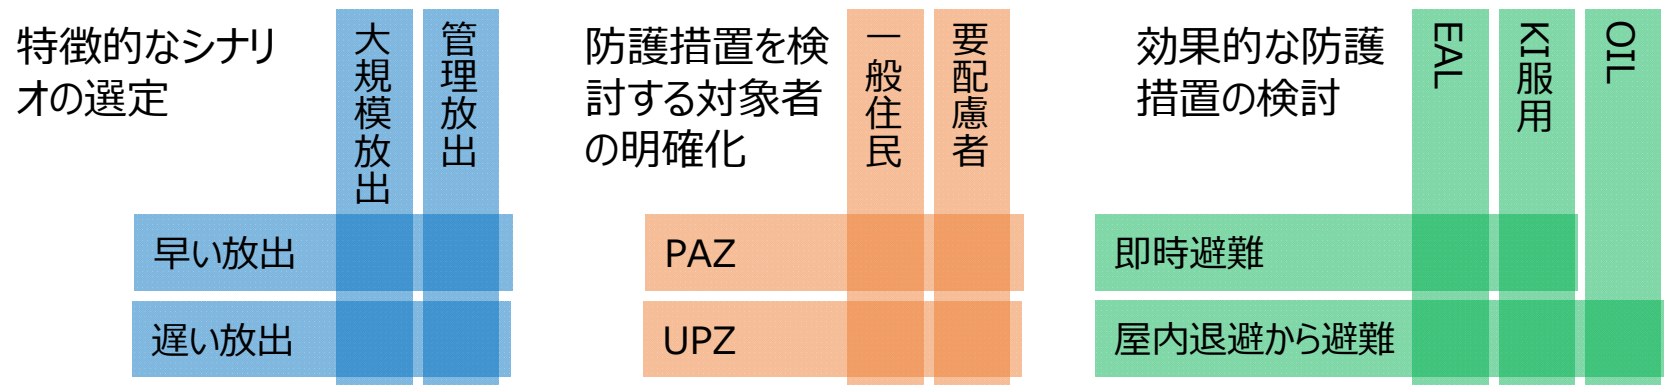 特徴的なシナリ
オの選定
大規模放出
管理放出
早い放出
遅い放出
防護措置を検
討する対象者
の明確化
一般住民
要配慮者
PAZ
UPZ
効果的な防護
措置の検討
EAL
KI服用
OIL
即時避難
屋内退避から避難